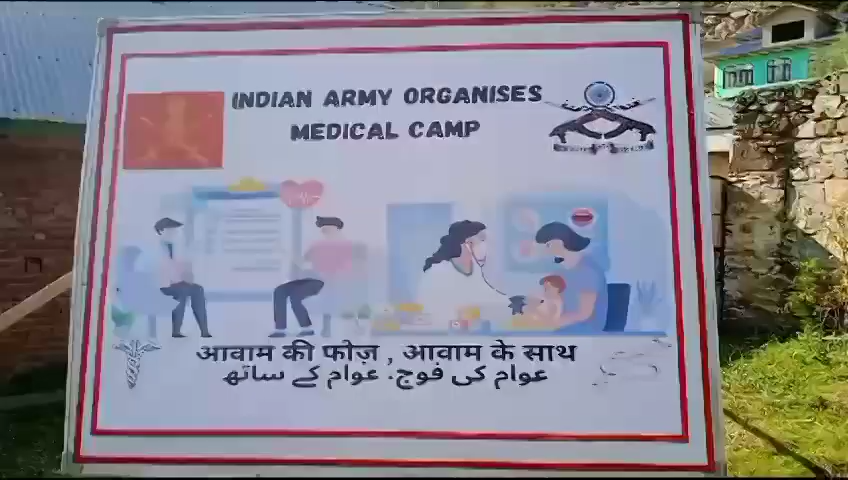 INDIAN ARMY ORGANISES
MEDICAL CAMP
आवाम की फौज़ , आवाम के साथ
عوام کی فوج، عوام کے ساتھ